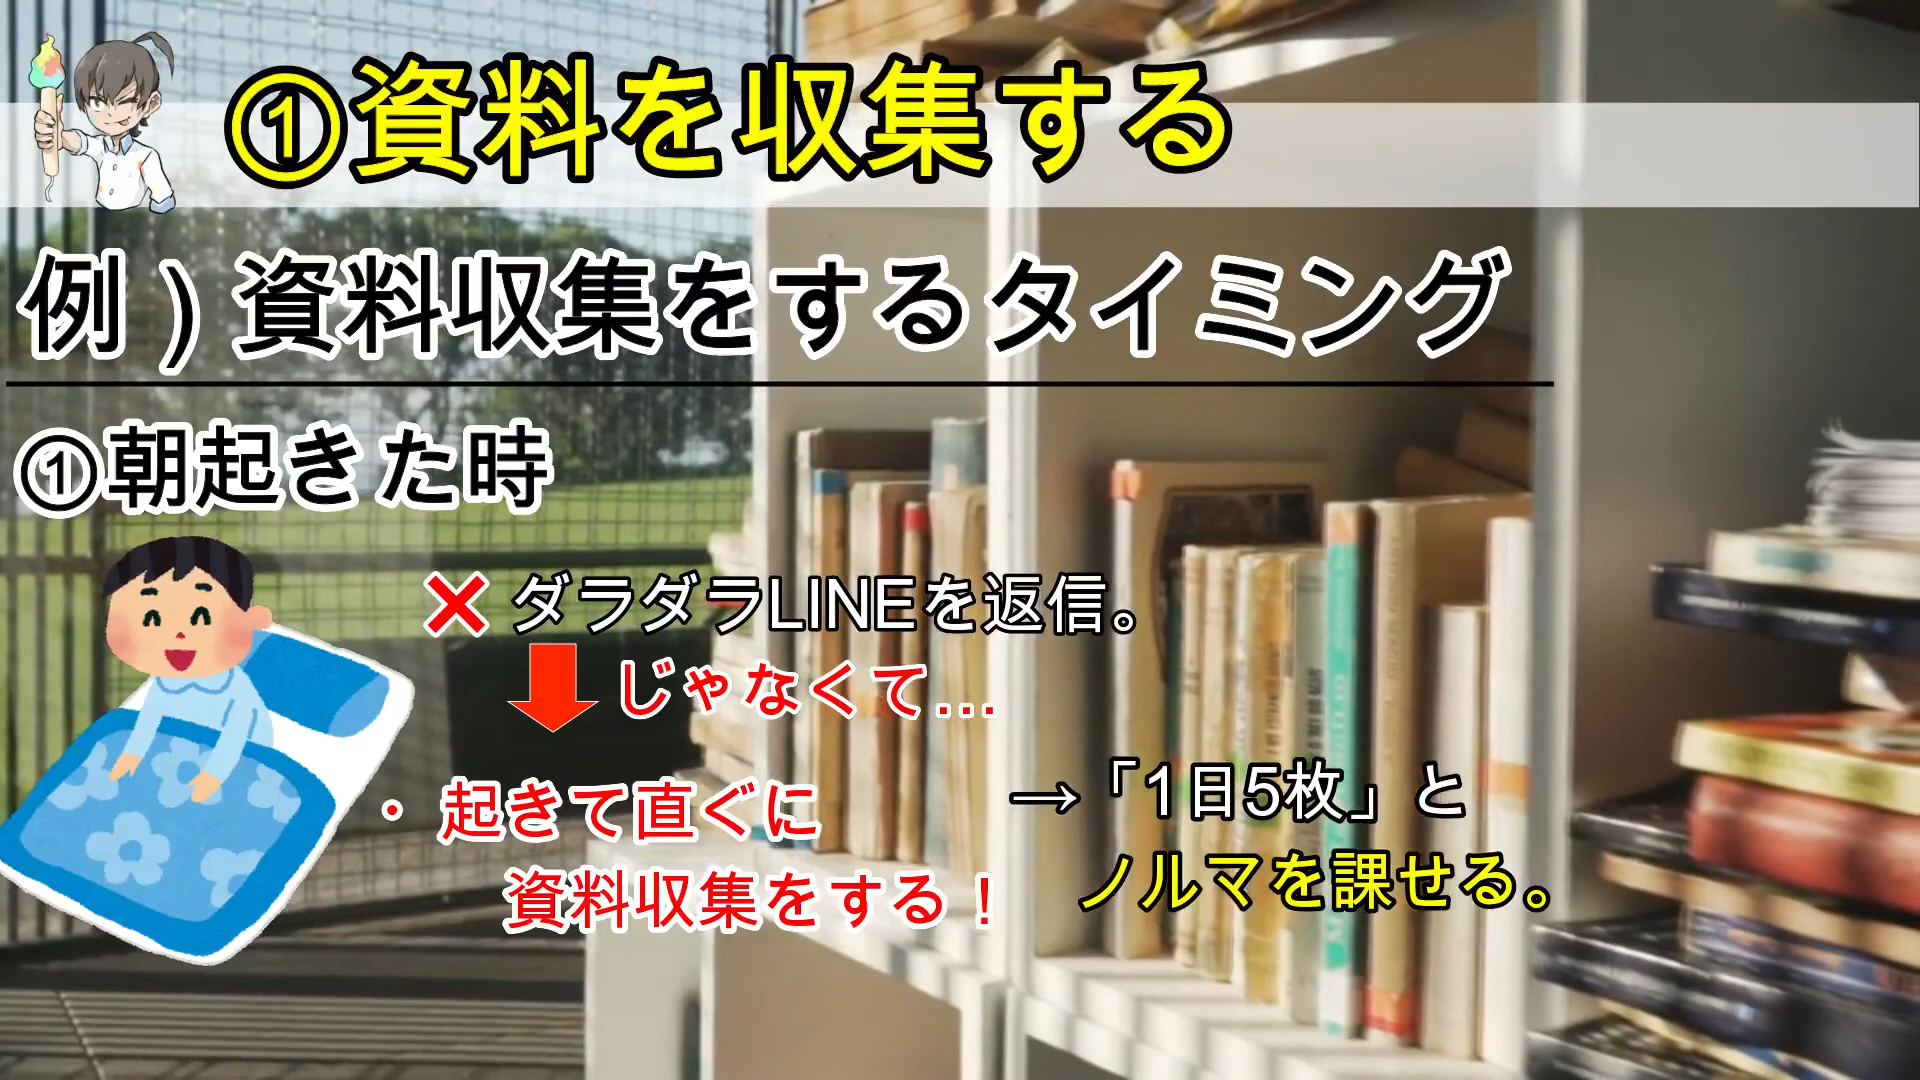 ①資料を収集する
例）資料収集をするタイミング
①朝起きた時
×ダラダラLINEを返信。
じゃなくて…
・起きて直ぐに
資料収集をする！
→「1日5枚」と
ノルマを課せる。